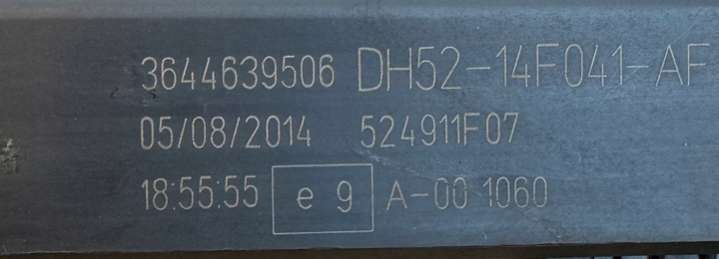 3644639506 DH52-14F041-AF
05/08/2014 524911F07
18:55:55 e 9 A-00 1060